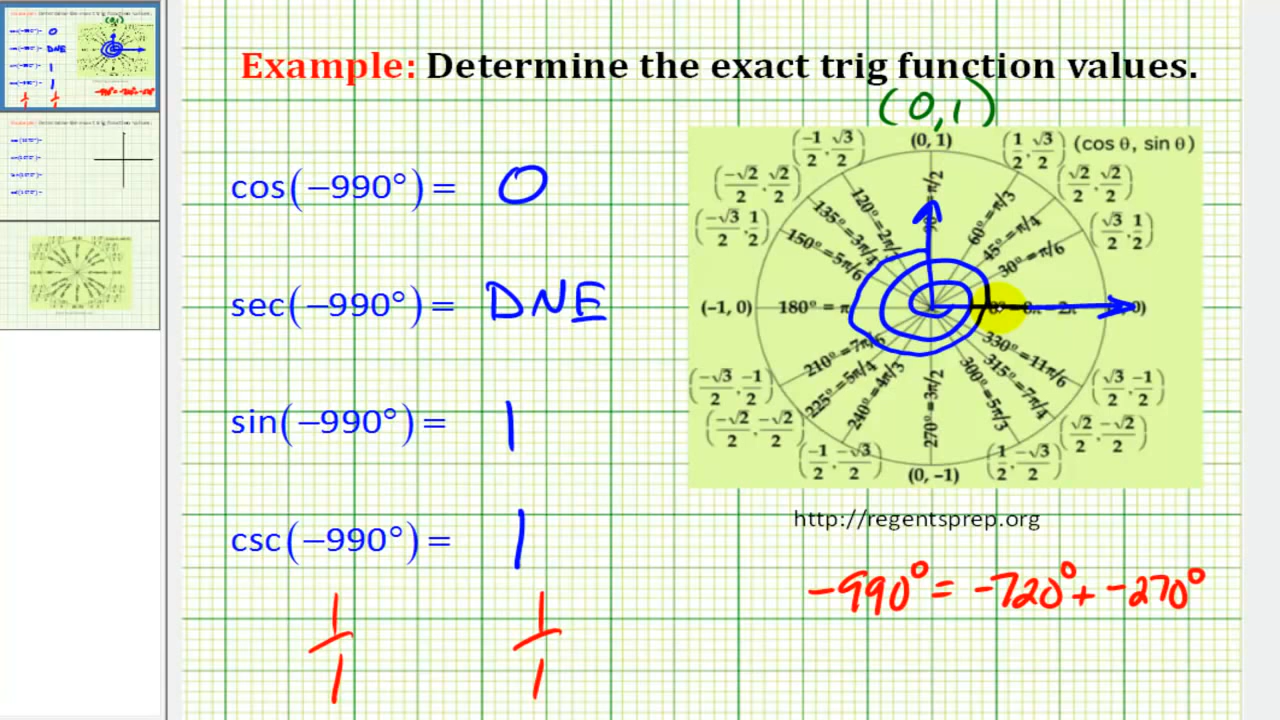 Example: Determine the exact trig function values.
(0,1)
cos(−990°) = 0
sec(−990°) = DNE
sin(−990°) = 1
csc(−990°) = 1
1/1 1/1
(cos θ, sin θ)
(0, 1)
(-1/2, √3/2)
(1/2, √3/2)
(-√2/2, √2/2)
(√2/2, √2/2)
(-√3/2, 1/2)
(√3/2, 1/2)
120° = 2π/
60° = π/3
135° = 3π/4
45° = π/4
150° = 5π/6
30° = π/6
(-1, 0) 180° = π
210° = 7π/6
330° = 11π/6
225° = 5π/4
315° = 7π/4
240° = 4π/3
270° = 3π/2
300° = 5π/3
(-√3/2, -1/2)
(√3/2, -1/2)
(-√2/2, -√2/2)
(√2/2, -√2/2)
(-1/2, -√3/2)
(1/2, -√3/2)
(0, -1)
http://regentsprep.org
-990° = -720° + -270°